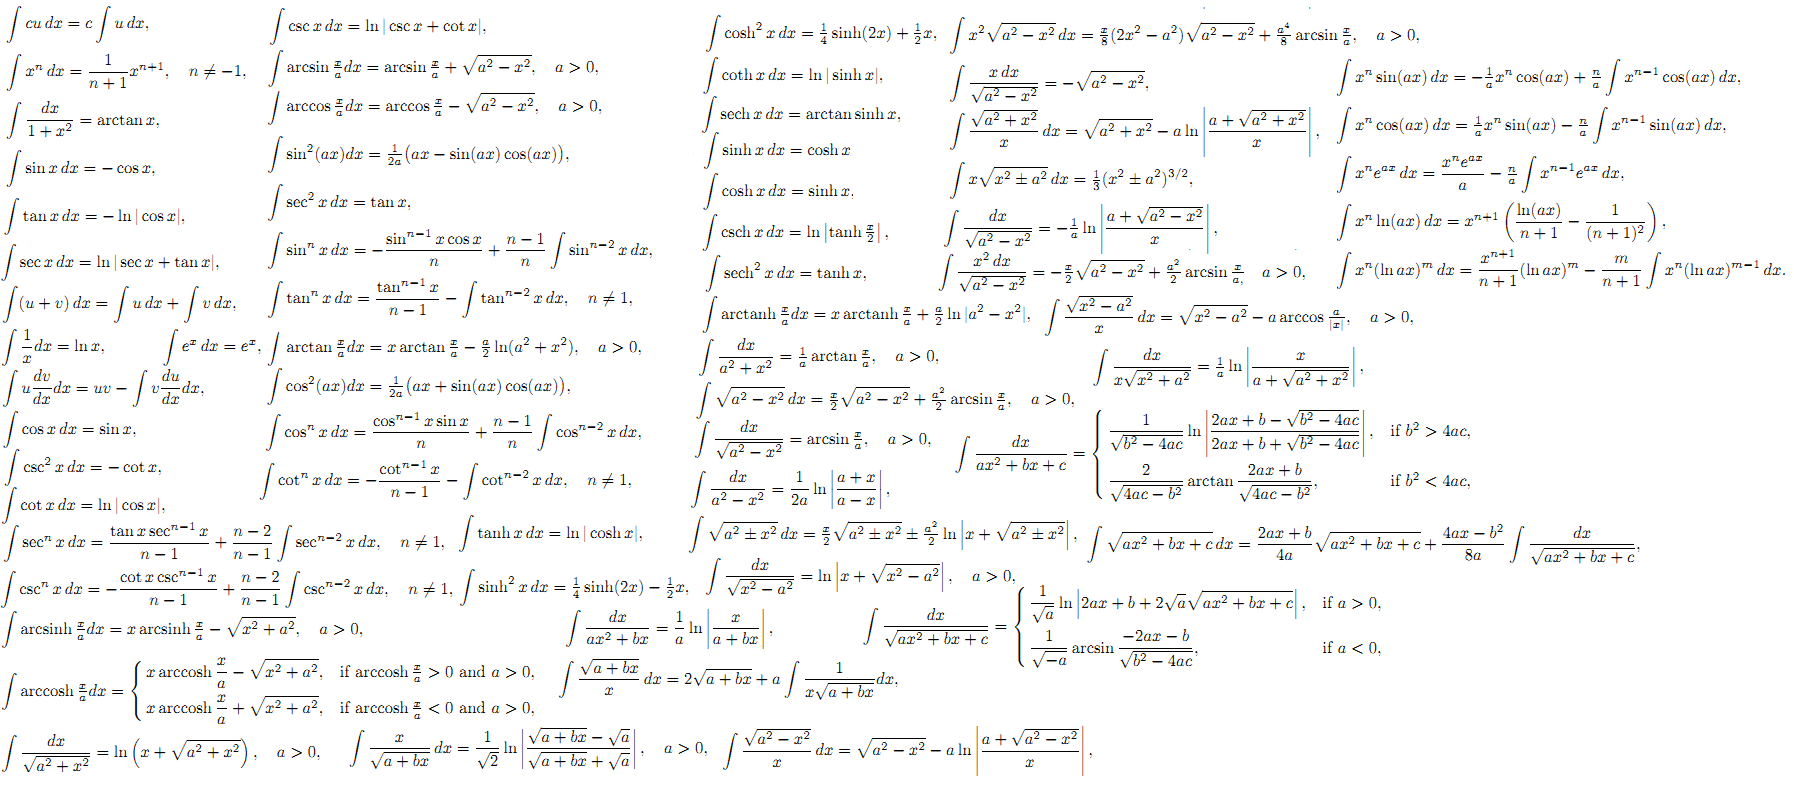 ∫ cu dx = c ∫ u dx,
∫ xⁿ dx = 1/(n + 1) xⁿ⁺¹, n ≠ −1,
∫ dx/(1 + x²) = arctan x,
∫ sin x dx = − cos x,
∫ tan x dx = − ln | cos x|,
∫ sec x dx = ln | sec x + tan x|,
∫ (u + v) dx = ∫ u dx + ∫ v dx,
∫ 1/x dx = ln x, ∫ eˣ dx = eˣ,
∫ u dv/dx dx = uv − ∫ v du/dx dx,
∫ cos x dx = sin x,
∫ csc² x dx = − cot x,
∫ cot x dx = ln | cos x|,
∫ secⁿ x dx = (tan x secⁿ⁻¹ x)/(n − 1) + (n − 2)/(n − 1) ∫ secⁿ⁻² x dx, n ≠ 1,
∫ cscⁿ x dx = −(cot x cscⁿ⁻¹ x)/(n − 1) + (n − 2)/(n − 1) ∫ cscⁿ⁻² x dx, n ≠ 1,
∫ arcsinh x/a dx = x arcsinh x/a − √(x² + a²), a > 0,
∫ arccosh x/a dx = { x arccosh x/a − √(x² + a²), if arccosh x/a > 0 and a > 0,
x arccosh x/a + √(x² + a²), if arccosh x/a < 0 and a > 0,
∫ dx/√(a² + x²) = ln (x + √(a² + x²)), a > 0,
∫ csc x dx = ln | csc x + cot x|,
∫ arcsin x/a dx = arcsin x/a + √(a² − x²), a > 0,
∫ arccos x/a dx = arccos x/a − √(a² − x²), a > 0,
∫ sin²(ax)dx = 1/(2a) (ax − sin(ax) cos(ax)),
∫ sec² x dx = tan x,
∫ sinⁿ x dx = −(sinⁿ⁻¹ x cos x)/n + (n − 1)/n ∫ sinⁿ⁻² x dx,
∫ tanⁿ x dx = (tanⁿ⁻¹ x)/(n − 1) − ∫ tanⁿ⁻² x dx, n ≠ 1,
∫ arctan x/a dx = x arctan x/a − a/2 ln(a² + x²), a > 0,
∫ cos²(ax)dx = 1/(2a) (ax + sin(ax) cos(ax)),
∫ cosⁿ x dx = (cosⁿ⁻¹ x sin x)/n + (n − 1)/n ∫ cosⁿ⁻² x dx,
∫ cotⁿ x dx = −(cotⁿ⁻¹ x)/(n − 1) − ∫ cotⁿ⁻² x dx, n ≠ 1,
∫ tanh x dx = ln | cosh x|,
∫ sinh² x dx = 1/4 sinh(2x) − 1/2 x,
∫ dx/(ax² + bx) = 1/a ln |x/(a + bx)|,
∫ √(a + bx)/x dx = 2√(a + bx) + a ∫ 1/(x√(a + bx)) dx,
∫ x/√(a + bx) dx = 1/√2 ln |(√(a + bx) − √a)/(√(a + bx) + √a)|, a > 0,
∫ cosh² x dx = 1/4 sinh(2x) + 1/2 x,
∫ coth x dx = ln | sinh x|,
∫ sech x dx = arctan sinh x,
∫ sinh x dx = cosh x
∫ cosh x dx = sinh x,
∫ csch x dx = ln |tanh x/2|,
∫ sech² x dx = tanh x,
∫ arctanh x/a dx = x arctanh x/a + a/2 ln |a² − x²|,
∫ dx/(a² + x²) = 1/a arctan x/a, a > 0,
∫ √(a² − x²) dx = x/2 √(a² − x²) + a²/2 arcsin x/a, a > 0,
∫ dx/√(a² − x²) = arcsin x/a, a > 0,
∫ dx/(a² − x²) = 1/(2a) ln |(a + x)/(a − x)|,
∫ √(a² ± x²) dx = x/2 √(a² ± x²) ± a²/2 ln |x + √(a² ± x²)|,
∫ dx/√(x² − a²) = ln |x + √(x² − a²)|, a > 0,
∫ dx/√(ax² + bx + c) = { 1/√a ln |2ax + b + 2√a √(ax² + bx + c)|, if a > 0,
1/√(−a) arcsin (−2ax − b)/√(b² − 4ac), if a < 0,
∫ √(a² − x²)/x dx = √(a² − x²) − a ln |(a + √(a² − x²))/x|,
∫ x²√(a² − x²) dx = x/8 (2x² − a²)√(a² − x²) + a⁴/8 arcsin x/a, a > 0,
∫ x dx/√(a² − x²) = −√(a² − x²),
∫ √(a² + x²)/x dx = √(a² + x²) − a ln |(a + √(a² + x²))/x|,
∫ x√(x² ± a²) dx = 1/3 (x² ± a²)^3/2,
∫ dx/√(a² − x²) = −1/a ln |(a + √(a² − x²))/x|,
∫ x² dx/√(a² − x²) = −x/2 √(a² − x²) + a²/2 arcsin x/a, a > 0,
∫ √(x² − a²)/x dx = √(x² − a²) − a arccos a/|x|, a > 0,
∫ dx/(x√(x² + a²)) = 1/a ln |x/(a + √(a² + x²))|,
∫ dx/(ax² + bx + c) = { 1/√(b² − 4ac) ln |(2ax + b − √(b² − 4ac))/(2ax + b + √(b² − 4ac))|, if b² > 4ac,
2/√(4ac − b²) arctan (2ax + b)/√(4ac − b²), if b² < 4ac,
∫ √(ax² + bx + c) dx = (2ax + b)/(4a) √(ax² + bx + c) + (4ax − b²)/(8a) ∫ dx/√(ax² + bx + c),
∫ xⁿ sin(ax) dx = −1/a xⁿ cos(ax) + n/a ∫ xⁿ⁻¹ cos(ax) dx,
∫ xⁿ cos(ax) dx = 1/a xⁿ sin(ax) − n/a ∫ xⁿ⁻¹ sin(ax) dx,
∫ xⁿeᵃˣ dx = xⁿeᵃˣ/a − n/a ∫ xⁿ⁻¹eᵃˣ dx,
∫ xⁿ ln(ax) dx = xⁿ⁺¹ (ln(ax)/(n + 1) − 1/(n + 1)²),
∫ xⁿ(ln ax)ᵐ dx = xⁿ⁺¹/(n + 1) (ln ax)ᵐ − m/(n + 1) ∫ xⁿ(ln ax)ᵐ⁻¹ dx.